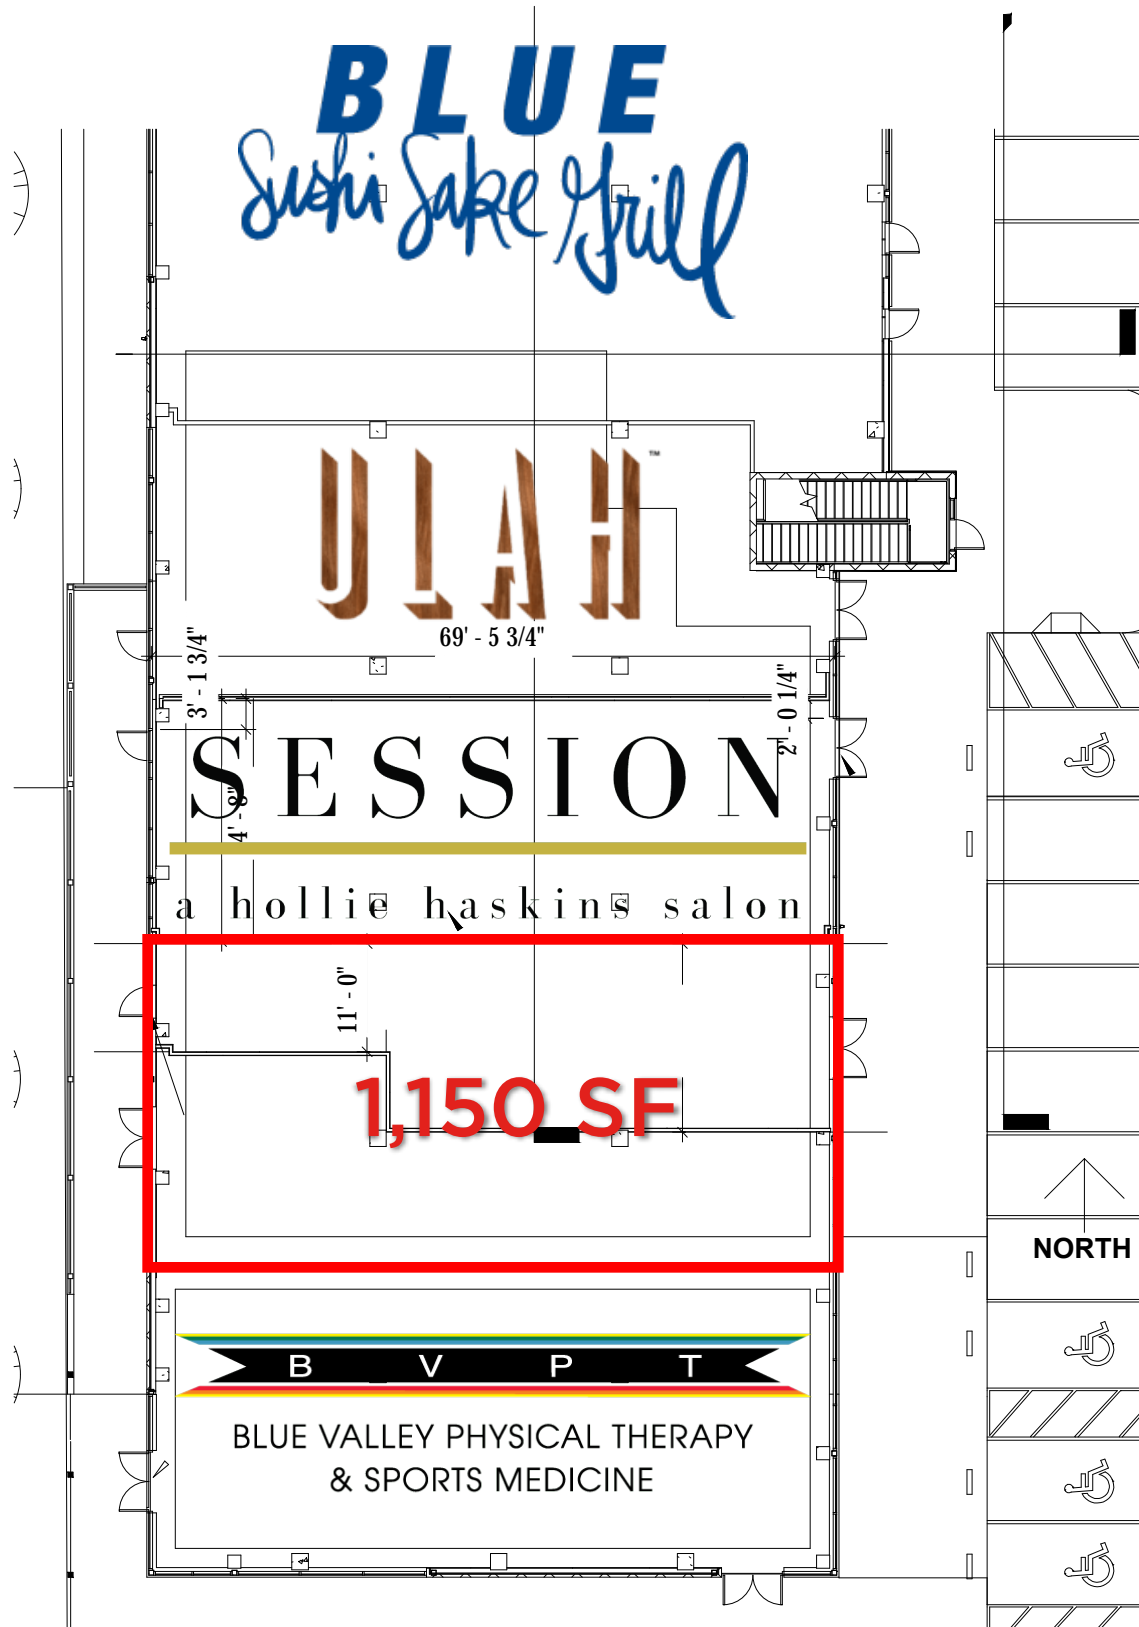 BLUE
Sushi Sake Grill
ULAH™
69' - 5 3/4"
3' - 1 3/4"
2' - 0 1/4"
SESSION
4' - 8"
a hollie haskins salon
11' - 0"
1,150 SF
NORTH
B V P T
BLUE VALLEY PHYSICAL THERAPY
& SPORTS MEDICINE